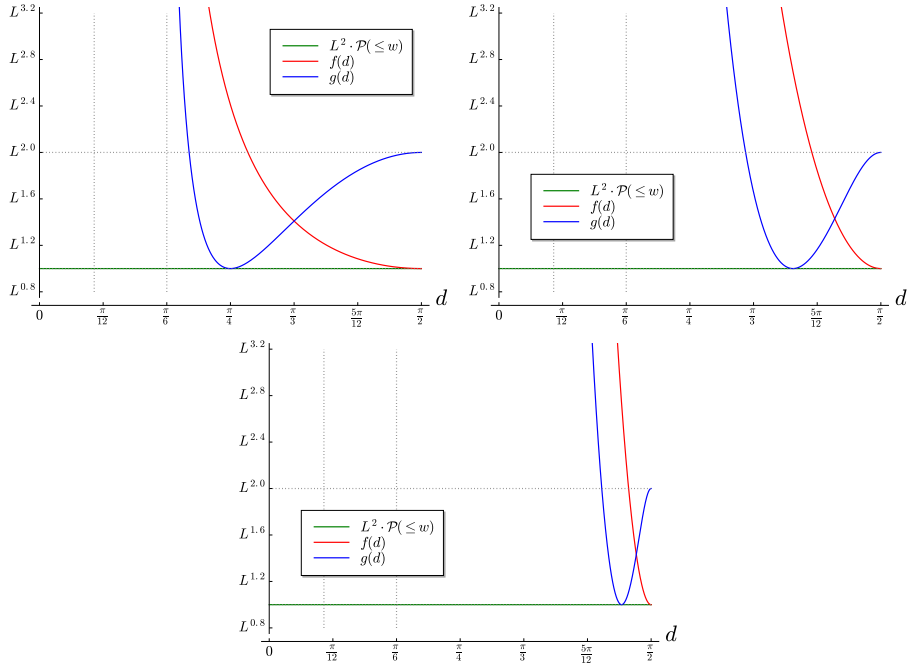 L^3.2
L^2.8
L^2.4
L^2.0
L^1.6
L^1.2
L^0.8
L^2 · P(≤ w)
f(d)
g(d)
0 π/12 π/6 π/4 π/3 5π/12 π/2 d
L^3.2
L^2.8
L^2.4
L^2.0
L^1.6
L^1.2
L^0.8
L^2 · P(≤ w)
f(d)
g(d)
0 π/12 π/6 π/4 π/3 5π/12 π/2 d
L^3.2
L^2.8
L^2.4
L^2.0
L^1.6
L^1.2
L^0.8
L^2 · P(≤ w)
f(d)
g(d)
0 π/12 π/6 π/4 π/3 5π/12 π/2 d